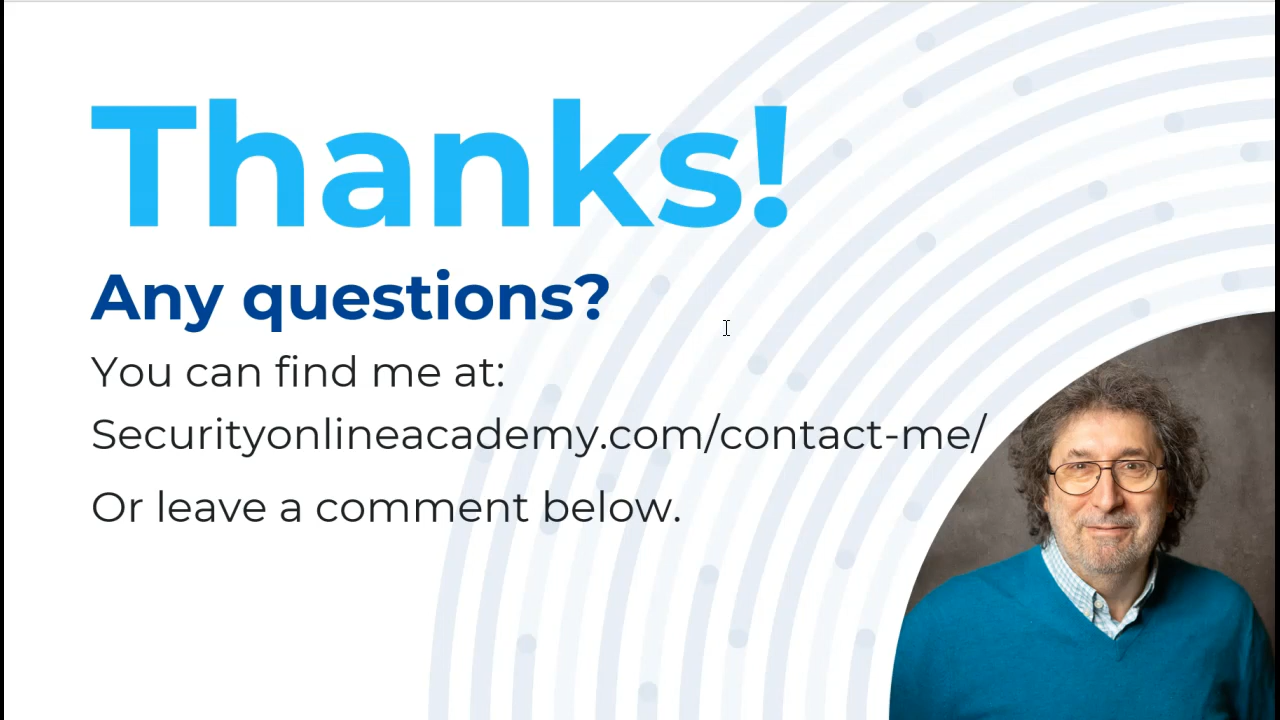 Thanks!
Any questions?
You can find me at:
Securityonlineacademy.com/contact-me/
Or leave a comment below.